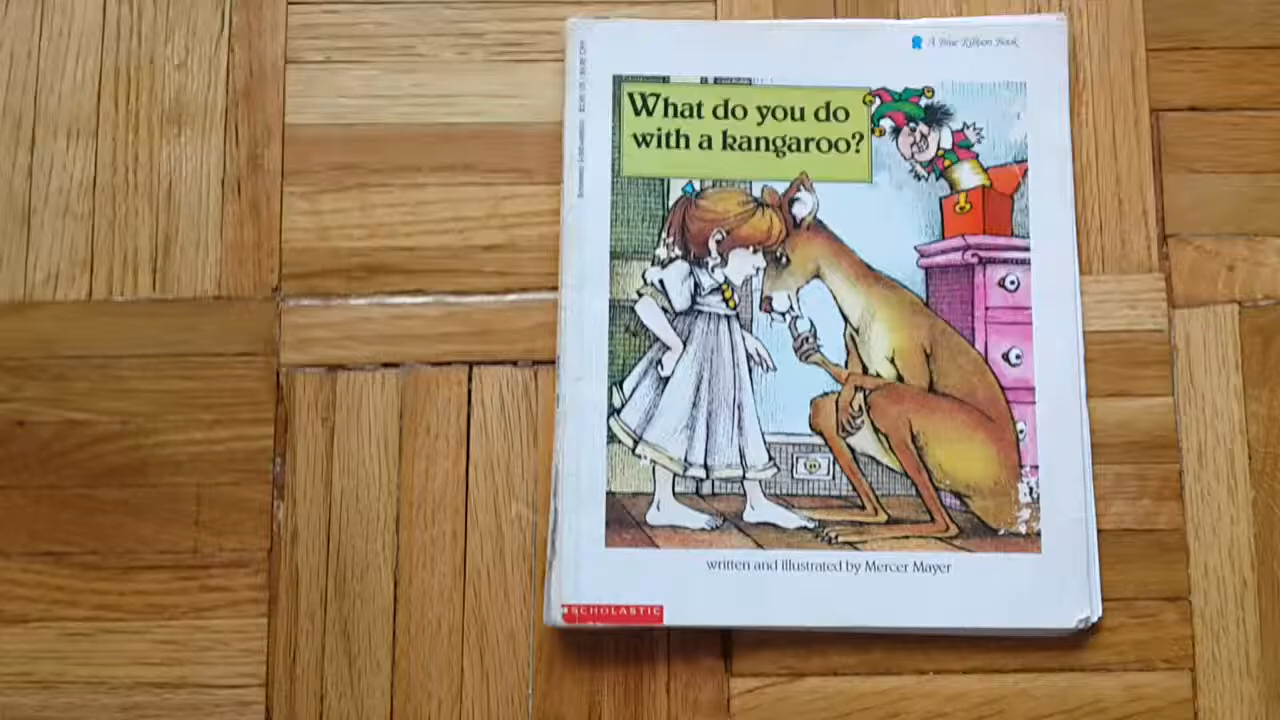 A Blue Ribbon Book
What do you do
with a kangaroo?
written and illustrated by Mercer Mayer
SCHOLASTIC